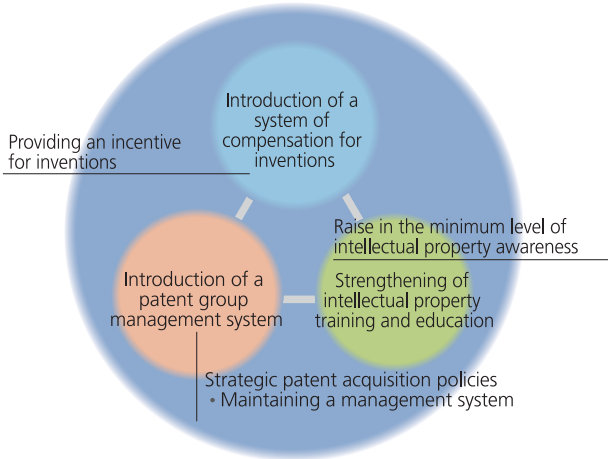 Introduction of a
system of
compensation for
inventions
Providing an incentive
for inventions
Raise in the minimum level of
intellectual property awareness
Introduction of a
patent group
management system
Strengthening of
intellectual property
training and education
Strategic patent acquisition policies
• Maintaining a management system